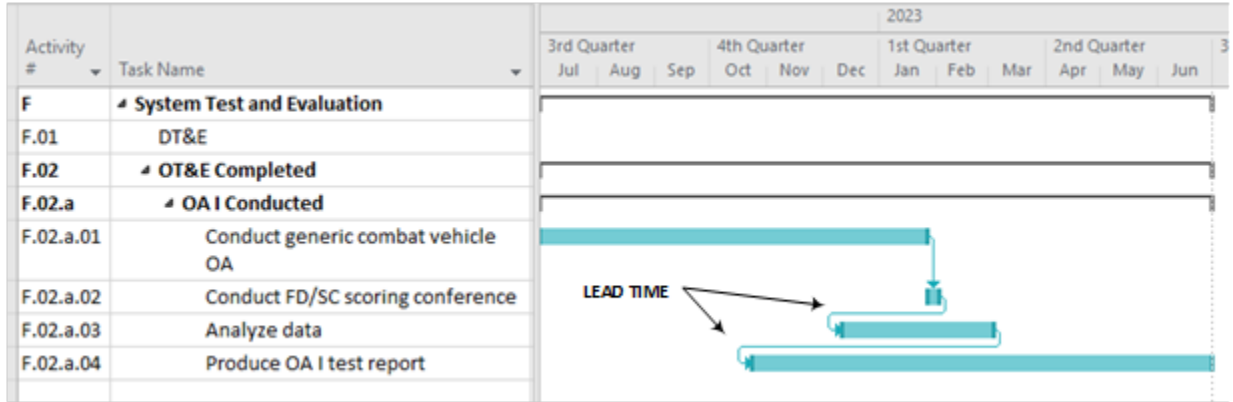 2023
Activity
3rd Quarter 4th Quarter 1st Quarter 2nd Quarter 3
# Task Name Jul Aug Sep Oct Nov Dec Jan Feb Mar Apr May Jun
F System Test and Evaluation
F.01 DT&E
F.02 OT&E Completed
F.02.a OA I Conducted
F.02.a.01 Conduct generic combat vehicle
OA
F.02.a.02 Conduct FD/SC scoring conference
LEAD TIME
F.02.a.03 Analyze data
F.02.a.04 Produce OA I test report